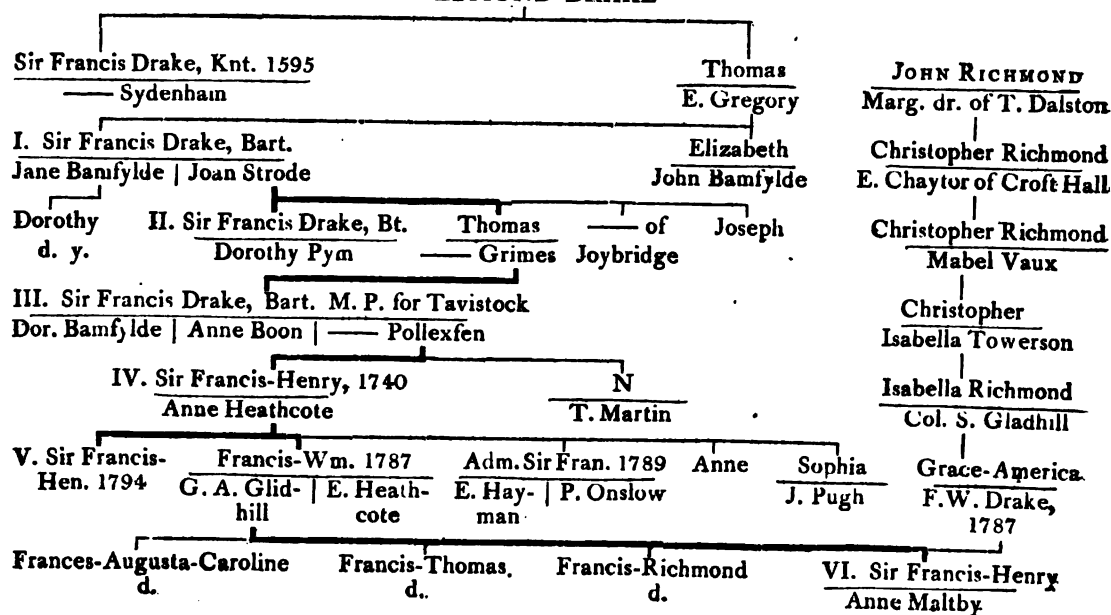 Sir Francis Drake, Knt. 1595
—— Sydenham
Thomas
E. Gregory
JOHN RICHMOND
Marg. dr. of T. Dalston
I. Sir Francis Drake, Bart.
Jane Bamfylde | Joan Strode
Elizabeth
John Bamfylde
Christopher Richmond
E. Chaytor of Croft Hall
Dorothy
d. y.
II. Sir Francis Drake, Bt.
Dorothy Pym
Thomas
—— Grimes
—— of
Joybridge
Joseph
Christopher Richmond
Mabel Vaux
III. Sir Francis Drake, Bart. M. P. for Tavistock
Dor. Bamfylde | Anne Boon | —— Pollexfen
Christopher
Isabella Towerson
IV. Sir Francis-Henry, 1740
Anne Heathcote
N
T. Martin
Isabella Richmond
Col. S. Gladhill
V. Sir Francis-
Hen. 1794
Francis-Wm. 1787
G. A. Glid- | E. Heath-
hill cote
Adm. Sir Fran. 1789
E. Hay- | P. Onslow
man
Anne
Sophia
J. Pugh
Grace-America
F. W. Drake,
1787
Frances-Augusta-Caroline
d.
Francis-Thomas.
d.
Francis-Richmond
d.
VI. Sir Francis-Henry
Anne Maltby